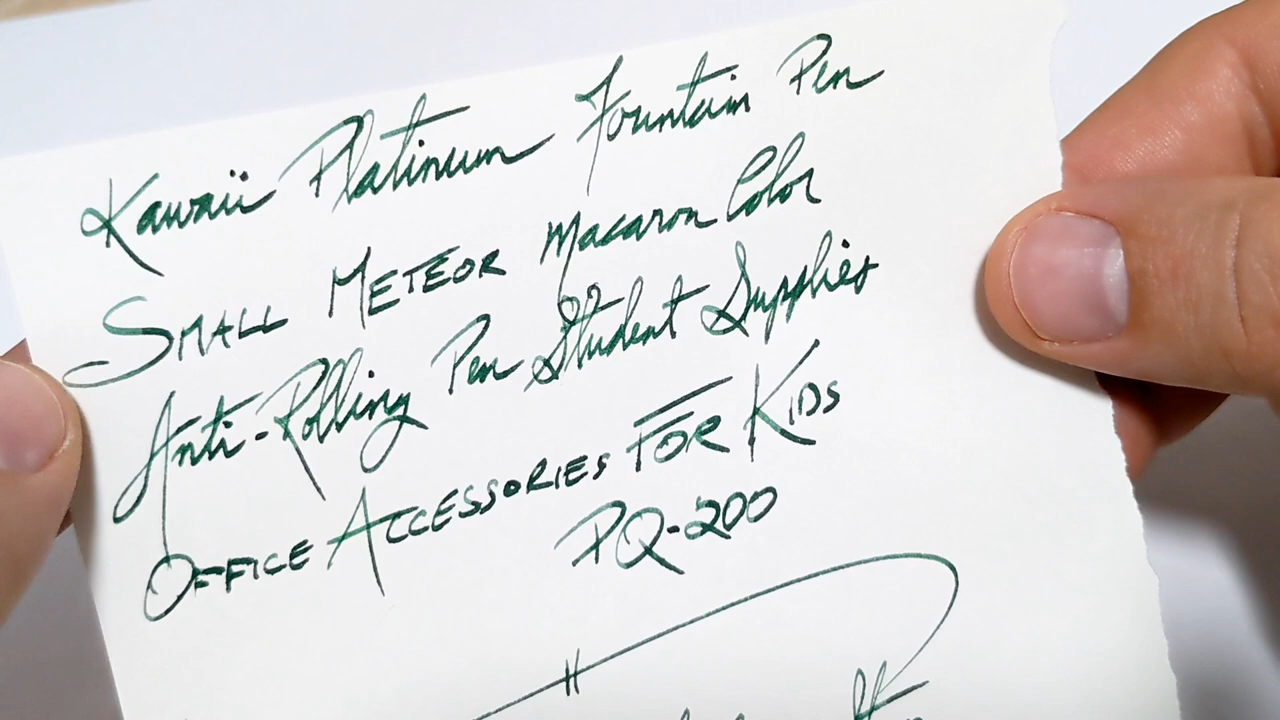 Kawaii Platinum Fountain Pen
SMALL METEOR Macaron Color
Anti-Rolling Pen Student Supplies
OFFICE ACCESSORIES FOR KIDS
PQ-200